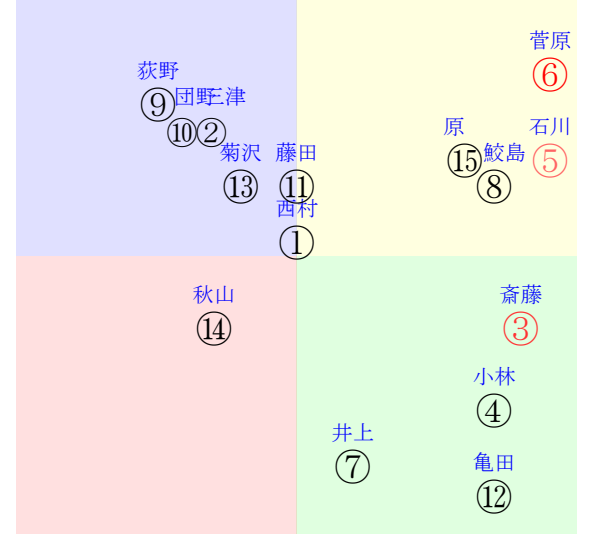 菅原
⑥
荻野
⑨
団野
⑩
三津
②
原
⑮
石川
⑤
鮫島
⑧
菊沢
⑬
藤田
⑪
西村
①
秋山
⑭
斎藤
③
小林
④
井上
⑦
亀田
⑫